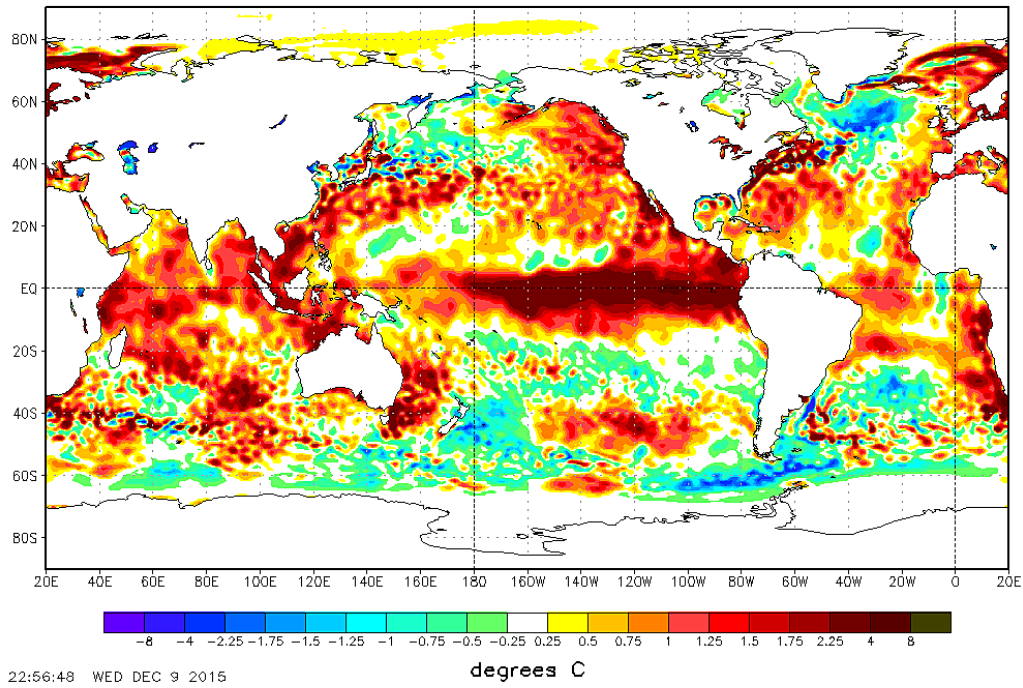 80N
60N
40N
20N
EQ
20S
40S
60S
80S
20E 40E 60E 80E 100E 120E 140E 160E 180 160W 140W 120W 100W 80W 60W 40W 20W 0 20E
-8 -4 -2.25 -1.75 -1.5 -1.25 -1 -0.75 -0.5 -0.25 0.25 0.5 0.75 1 1.25 1.5 1.75 2.25 4 8
degrees C
22:56:48 WED DEC 9 2015